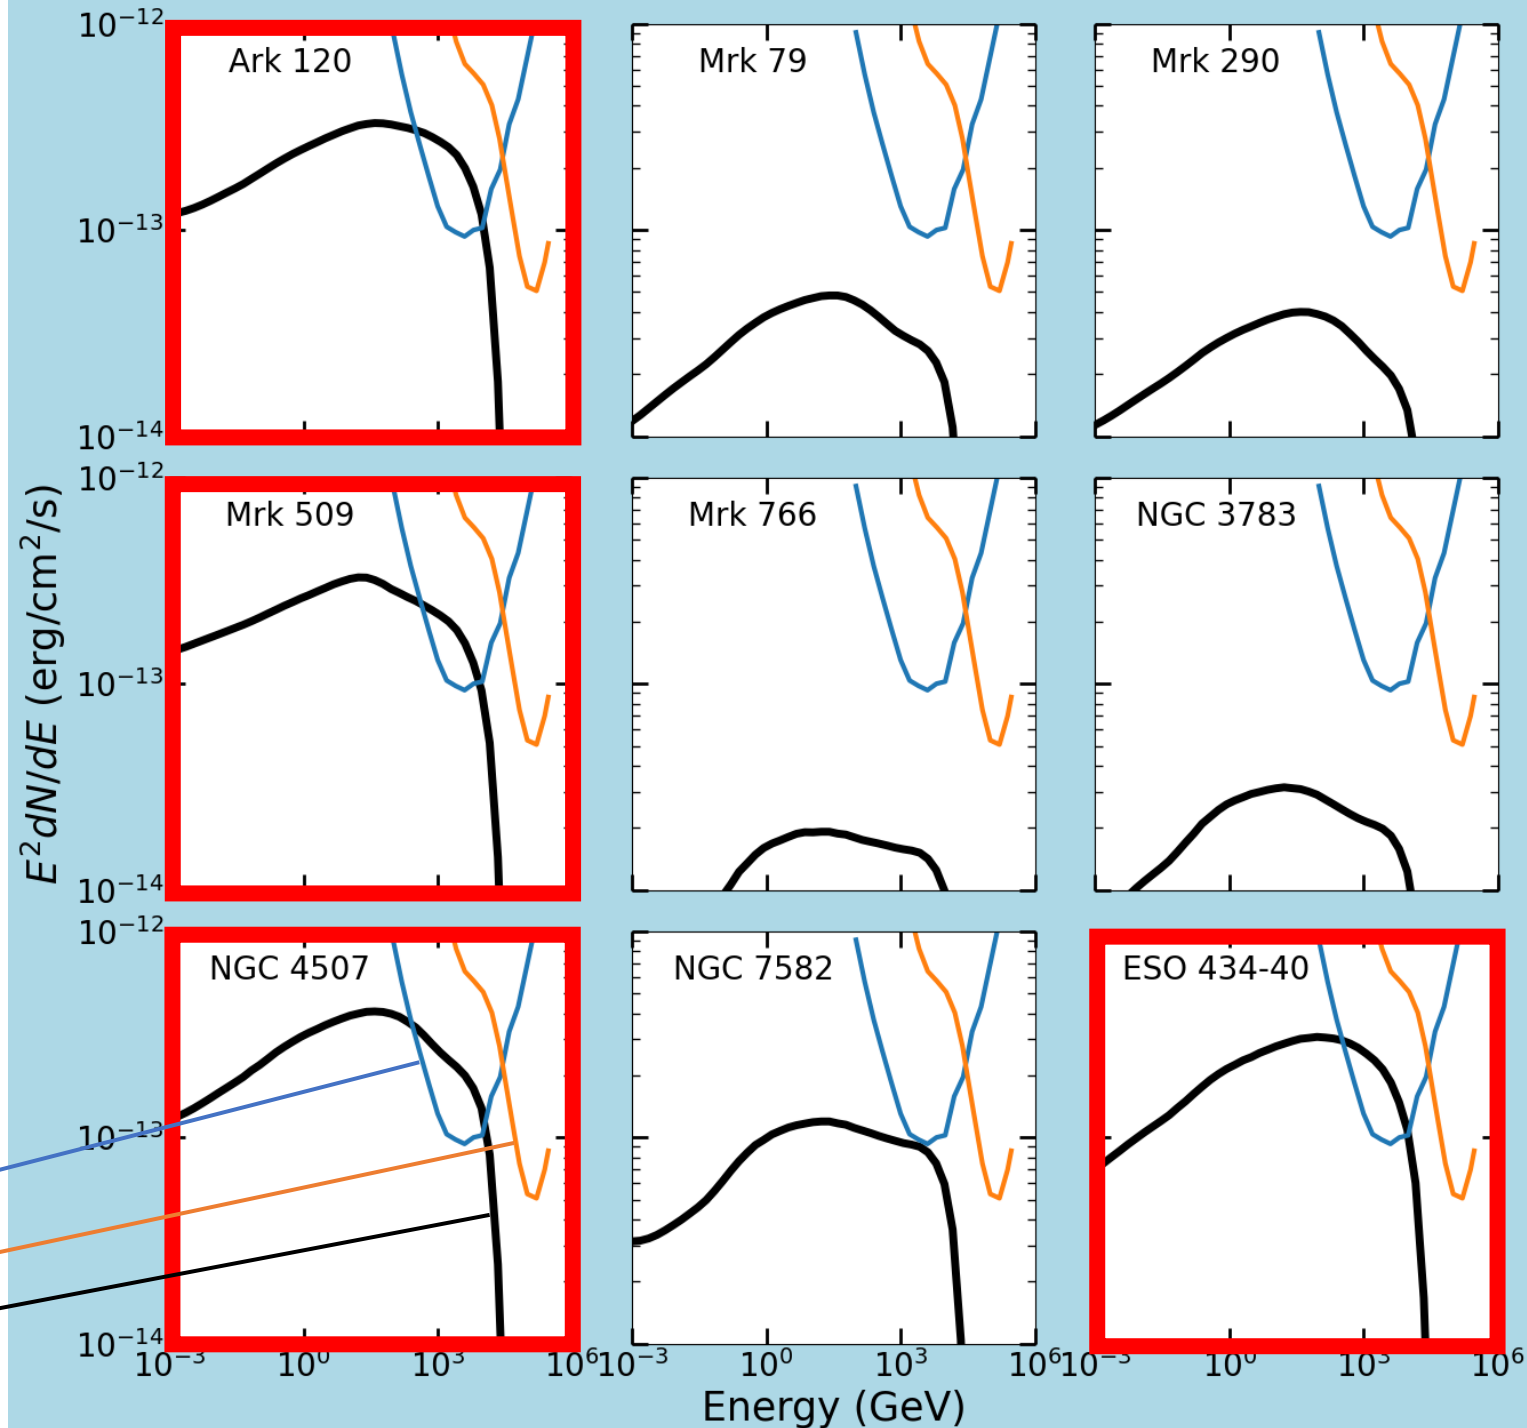 10⁻¹²
Ark 120
Mrk 79
Mrk 290
10⁻¹³
10⁻¹⁴
10⁻¹²
Mrk 509
Mrk 766
NGC 3783
10⁻¹³
10⁻¹⁴
10⁻¹²
NGC 4507
NGC 7582
ESO 434-40
10⁻¹³
10⁻¹⁴
10⁻³ 10⁰ 10³ 10⁶ 10⁻³ 10⁰ 10³ 10⁶ 10⁻³ 10⁰ 10³ 10⁶
Energy (GeV)
E²dN/dE (erg/cm²/s)